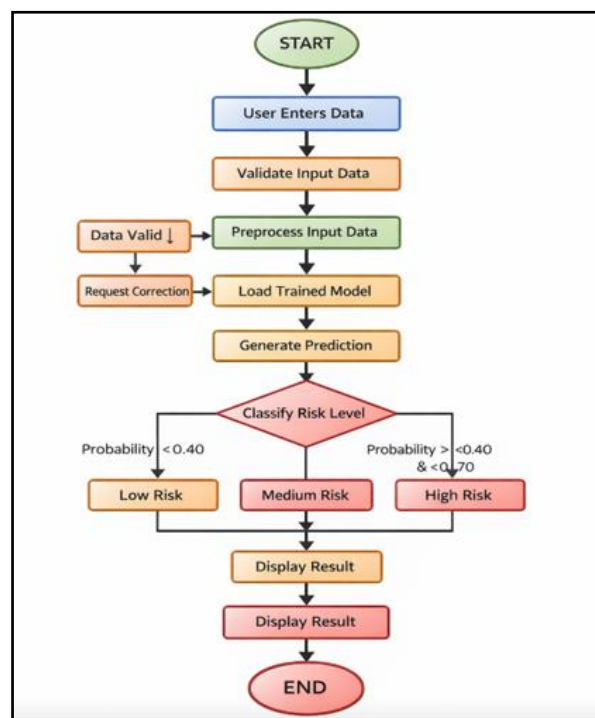 START
User Enters Data
Validate Input Data
Data Valid ↓
Preprocess Input Data
Request Correction
Load Trained Model
Generate Prediction
Classify Risk Level
Probability < 0.40
Probability > <0.40
& <0.70
Low Risk
Medium Risk
High Risk
Display Result
Display Result
END